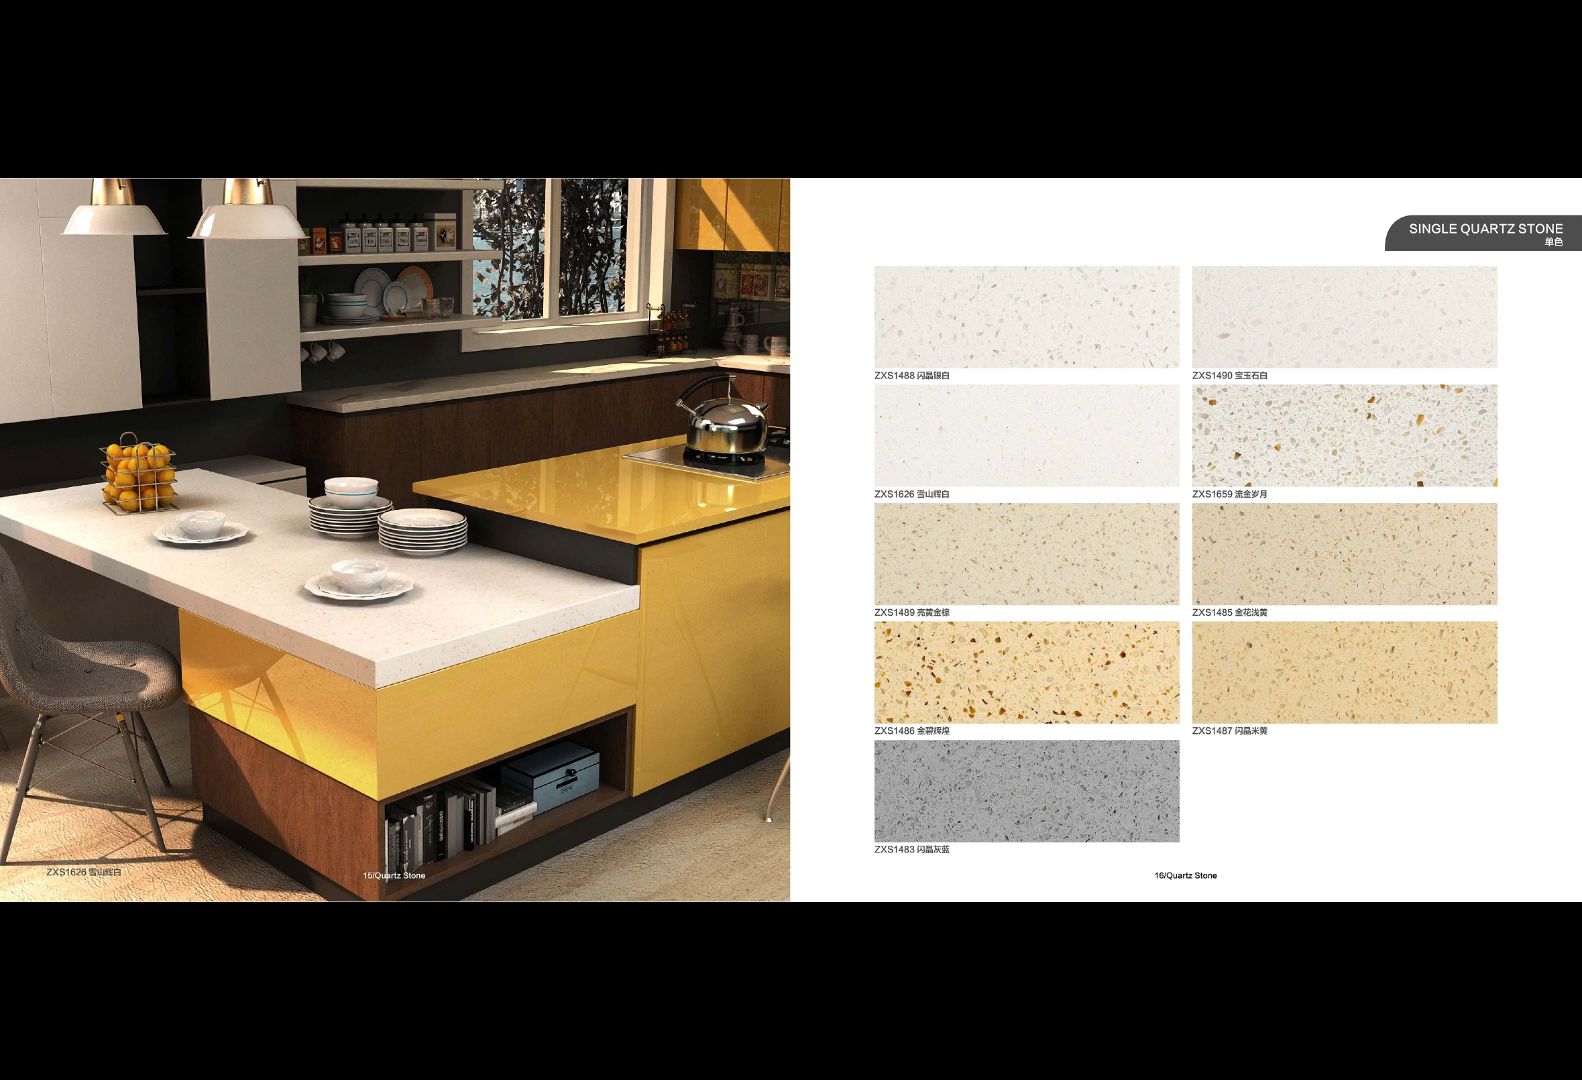 ZXS1626 雪山辉白
15/Quartz Stone
SINGLE QUARTZ STONE
单色
ZXS1488 闪晶银白
ZXS1490 宝玉石白
ZXS1626 雪山辉白
ZXS1659 流金岁月
ZXS1489 亮黄金棕
ZXS1485 金花浅黄
ZXS1486 金碧辉煌
ZXS1487 闪晶米黄
ZXS1483 闪晶灰蓝
16/Quartz Stone